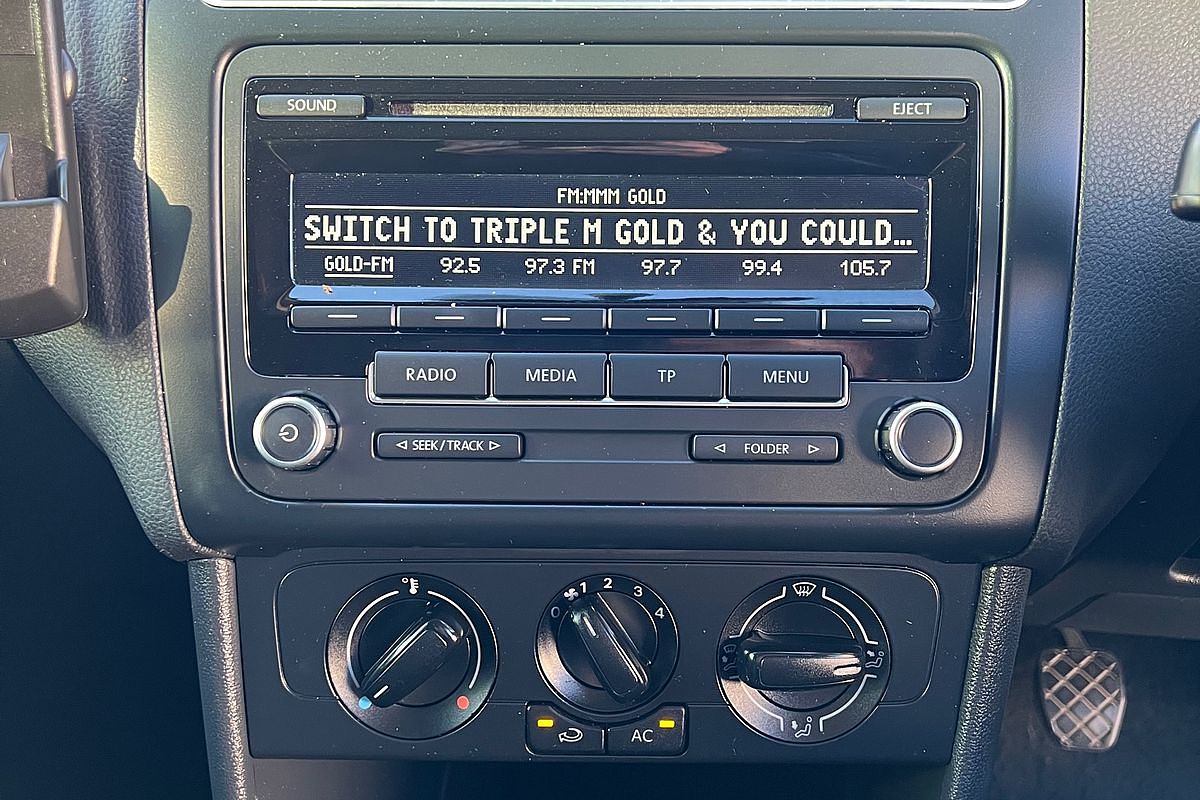 SOUND
EJECT
FM:MMM GOLD
SWITCH TO TRIPLE M GOLD & YOU COULD...
GOLD-FM 92.5 97.3 FM 97.7 99.4 105.7
RADIO MEDIA TP MENU
SEEK/TRACK
FOLDER
0 1 2 3 4
AC